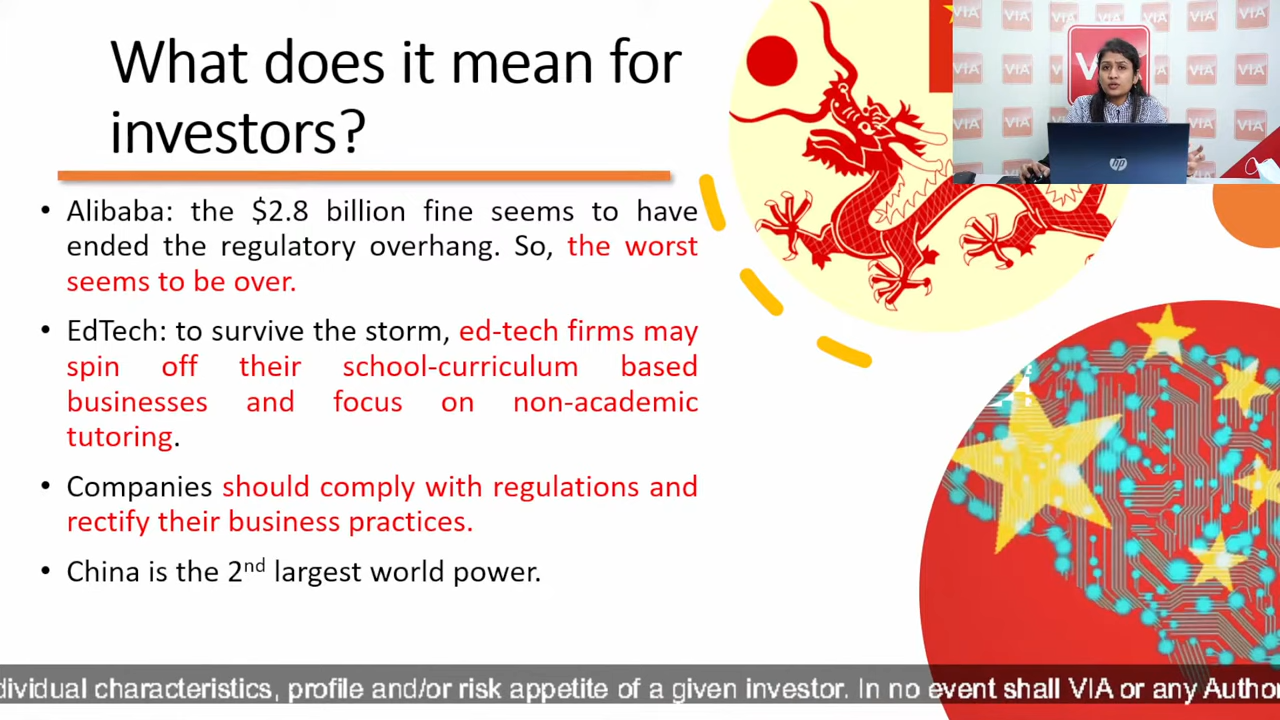 What does it mean for
investors?
• Alibaba: the $2.8 billion fine seems to have
ended the regulatory overhang. So, the worst
seems to be over.
• EdTech: to survive the storm, ed-tech firms may
spin off their school-curriculum based
businesses and focus on non-academic
tutoring.
• Companies should comply with regulations and
rectify their business practices.
• China is the 2nd largest world power.
VIA
hp
dividual characteristics, profile and/or risk appetite of a given investor. In no event shall VIA or any Author